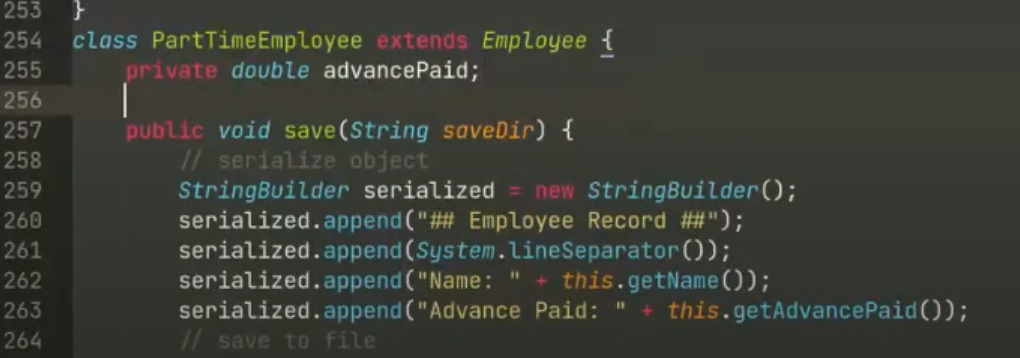 253 }
254 class PartTimeEmployee extends Employee {
255 private double advancePaid;
256
257 public void save(String saveDir) {
258 // serialize object
259 StringBuilder serialized = new StringBuilder();
260 serialized.append("## Employee Record ##");
261 serialized.append(System.lineSeparator());
262 serialized.append("Name: " + this.getName());
263 serialized.append("Advance Paid: " + this.getAdvancePaid());
264 // save to file